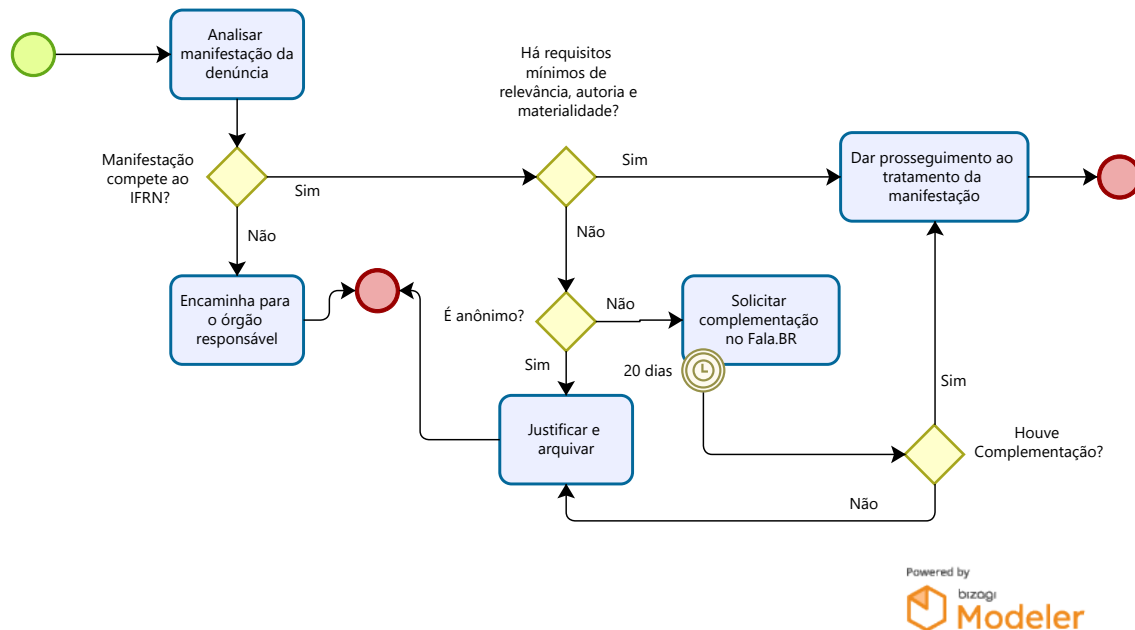 Analisar
manifestação da
denúncia
Há requisitos
mínimos de
relevância, autoria e
materialidade?
Manifestação
compete ao
IFRN?
Sim
Sim
Dar prosseguimento ao
tratamento da
manifestação
Não
Não
Encaminha para
o órgão
responsável
É anônimo?
Não
Solicitar
complementação
no Fala.BR
Sim
20 dias
Sim
Justificar e
arquivar
Houve
Complementação?
Não
Powered by
bizagi
Modeler